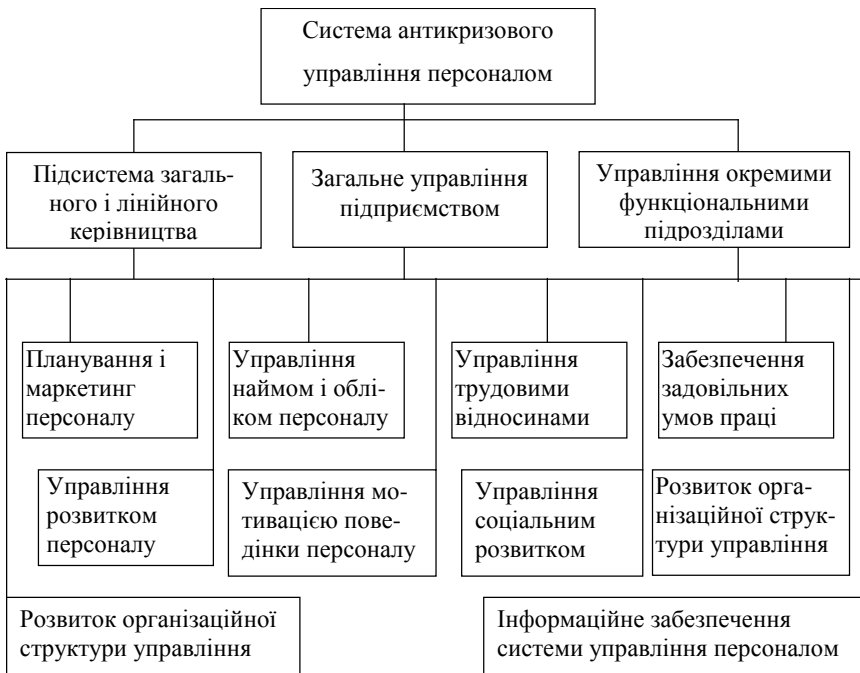 Система антикризового
управління персоналом
Підсистема загаль-
ного і лінійного
керівництва
Загальне управління
підприємством
Управління окремими
функціональними
підрозділами
Планування і
маркетинг
персоналу
Управління
наймом і облі-
ком персоналу
Управління
трудовими
відносинами
Забезпечення
задовільних
умов праці
Управління
розвитком
персоналу
Управління мо-
тивацією пове-
дінки персоналу
Управління
соціальним
розвитком
Розвиток орга-
нізаційної струк-
тури управління
Розвиток організаційної
структури управління
Інформаційне забезпечення
системи управління персоналом